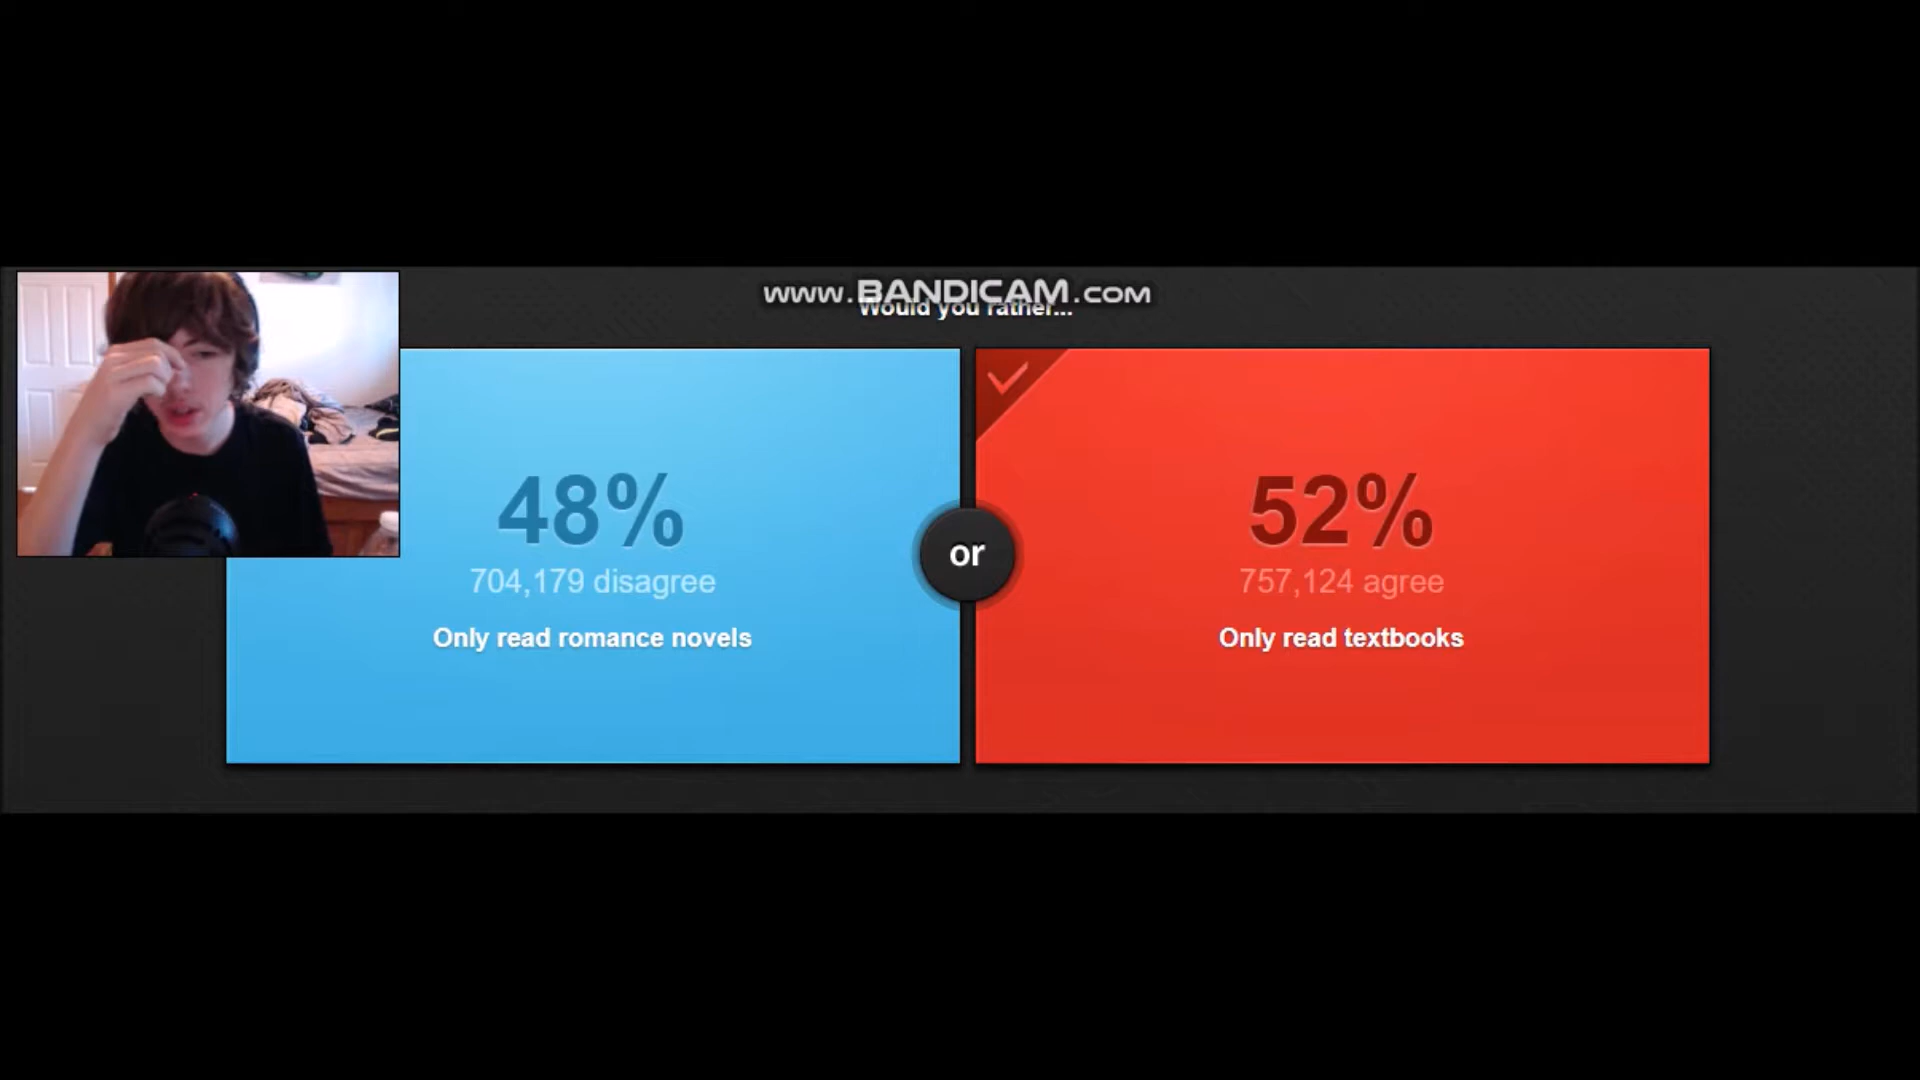 www.BANDICAM.com
Would you rather...
48%
704,179 disagree
Only read romance novels
or
52%
757,124 agree
Only read textbooks